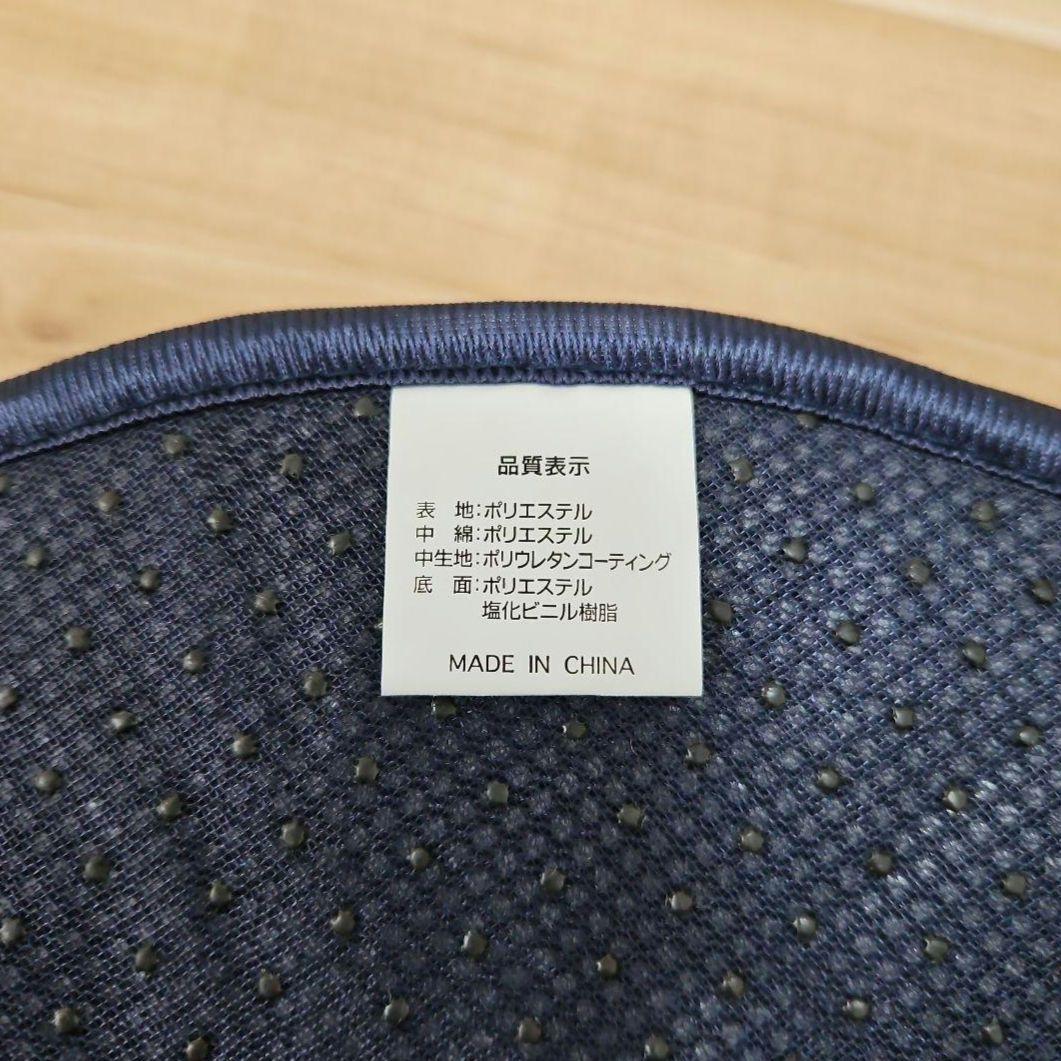 品質表示
表 地:ポリエステル
中 綿:ポリエステル
中生地:ポリウレタンコーティング
底 面:ポリエステル
塩化ビニル樹脂
MADE IN CHINA